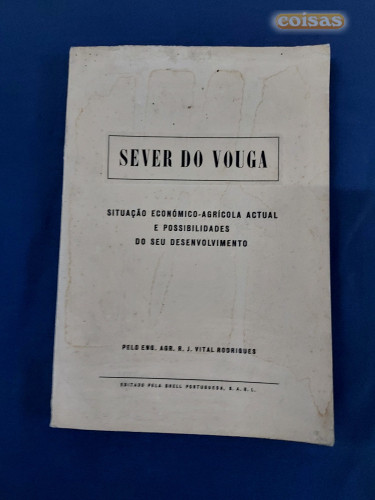 coisas
SEVER DO VOUGA
SITUAÇÃO ECONÓMICO-AGRÍCOLA ACTUAL
E POSSIBILIDADES
DO SEU DESENVOLVIMENTO
PELO ENG. AGR. R. J. VITAL RODRIGUES
EDITADO PELA SHELL PORTUGUESA, S. A. R. L.